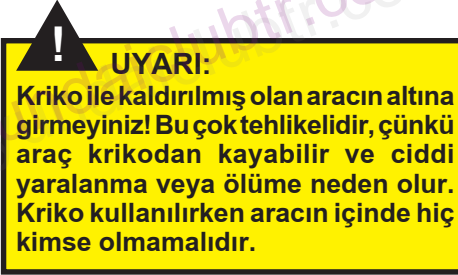 !
UYARI:
Kriko ile kaldırılmış olan aracın altına
girmeyiniz! Bu çok tehlikelidir, çünkü
araç krikodan kayabilir ve ciddi
yaralanma veya ölüme neden olur.
Kriko kullanılırken aracın içinde hiç
kimse olmamalıdır.